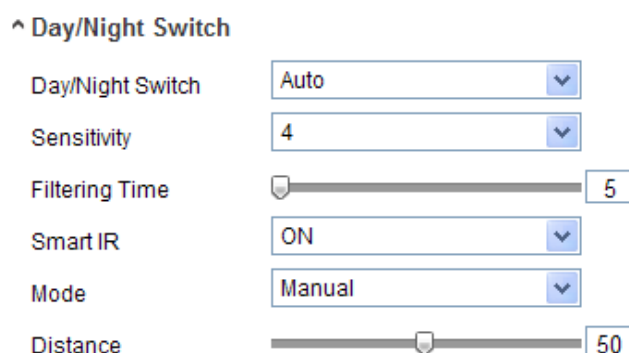 Day/Night Switch
Day/Night Switch Auto
Sensitivity 4
Filtering Time 5
Smart IR ON
Mode Manual
Distance 50